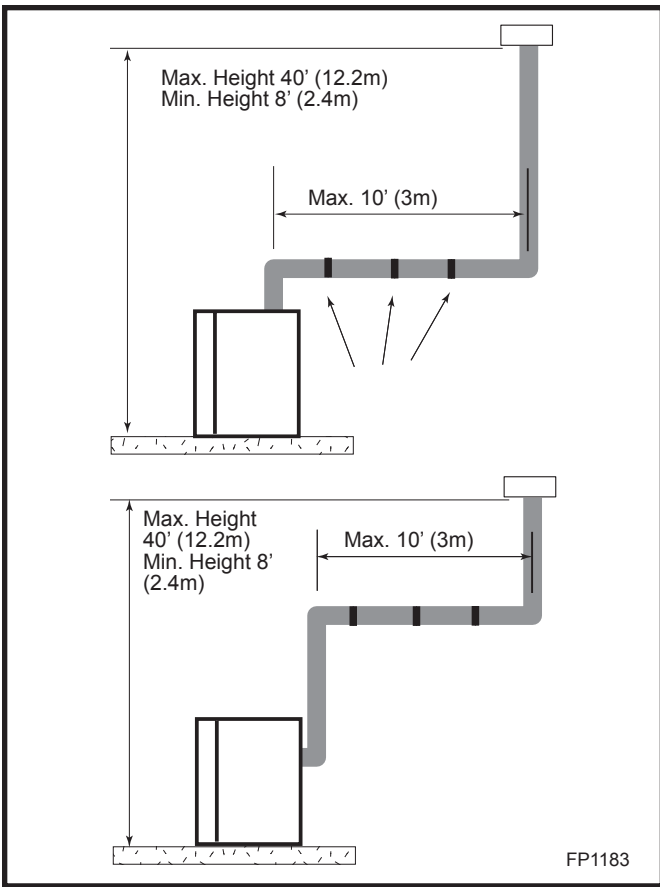 Max. Height 40’ (12.2m)
Min. Height 8’ (2.4m)
Max. 10’ (3m)
Max. Height
40’ (12.2m)
Min. Height 8’
(2.4m)
Max. 10’ (3m)
FP1183